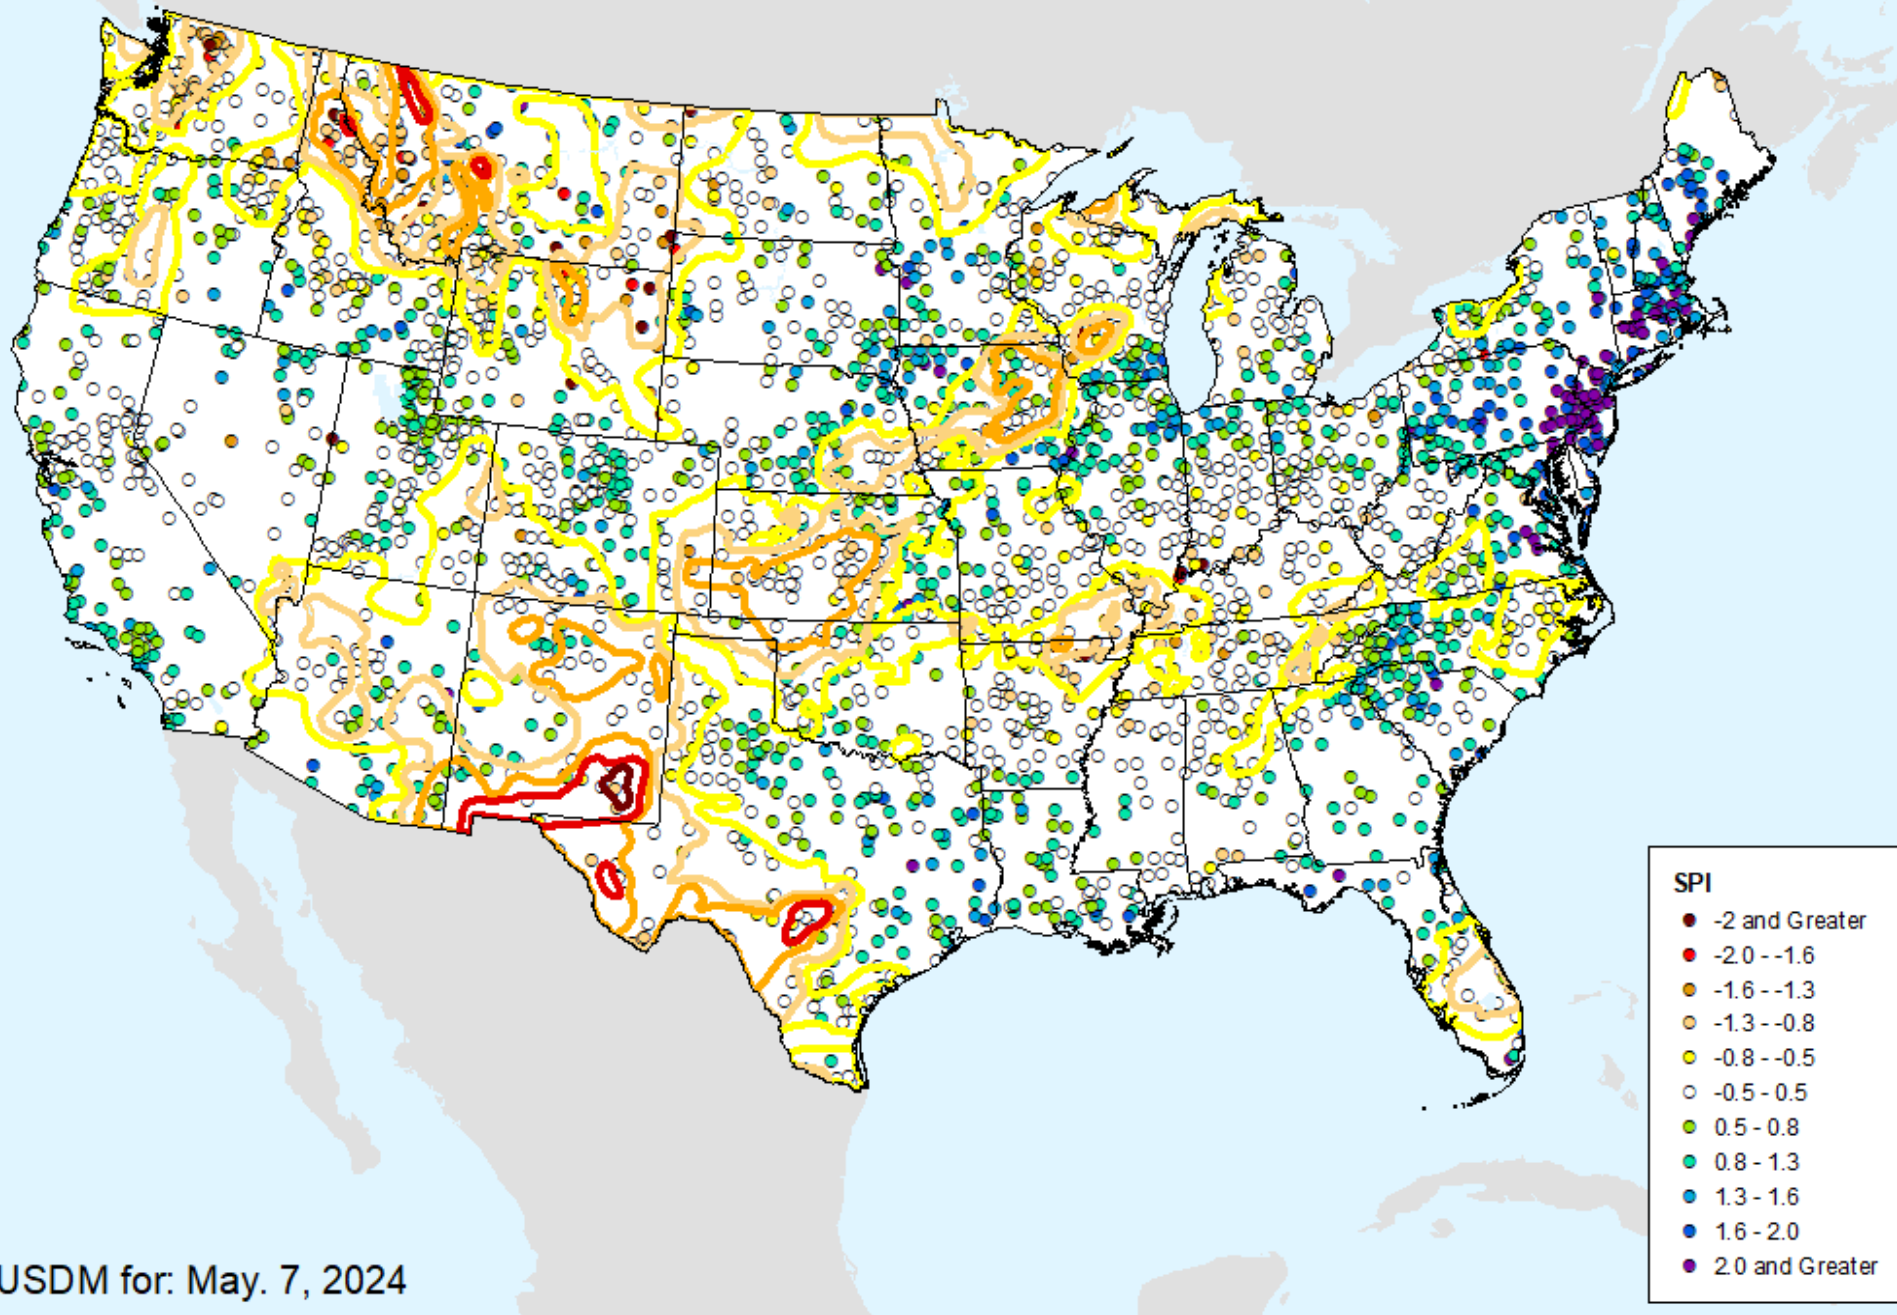 SPI
-2 and Greater
-2.0 - -1.6
-1.6 - -1.3
-1.3 - -0.8
-0.8 - -0.5
-0.5 - 0.5
0.5 - 0.8
0.8 - 1.3
1.3 - 1.6
1.6 - 2.0
2.0 and Greater
USDM for: May. 7, 2024